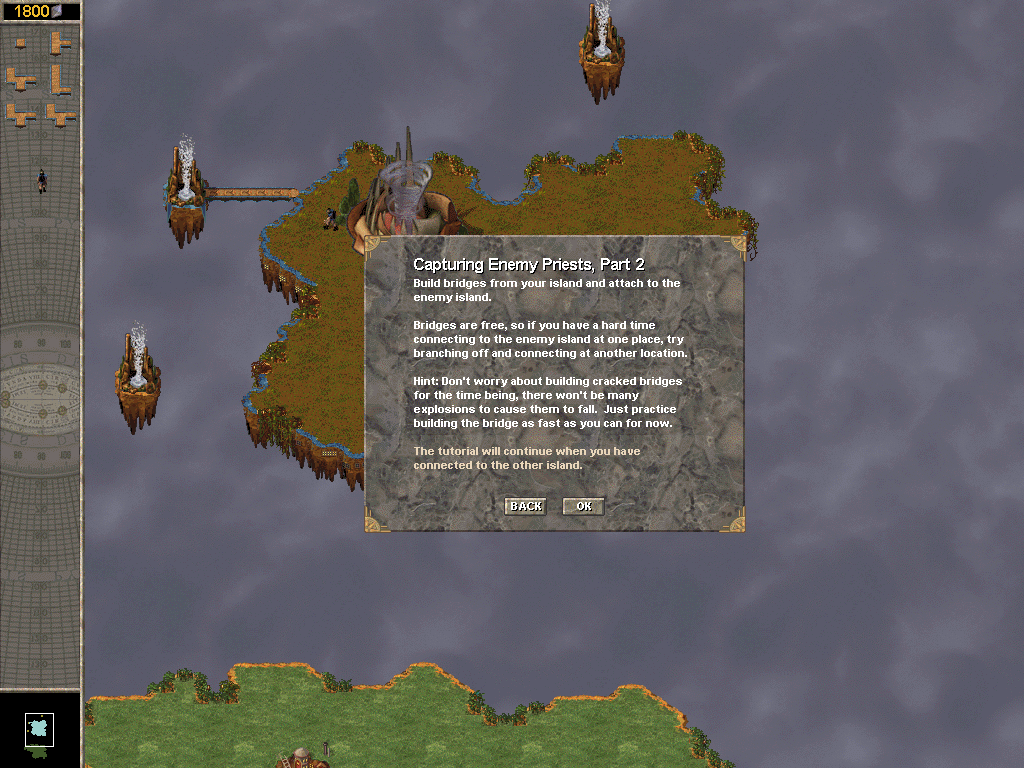 1800
Capturing Enemy Priests, Part 2
Build bridges from your island and attach to the
enemy island.
Bridges are free, so if you have a hard time
connecting to the enemy island at one place, try
branching off and connecting at another location.
Hint: Don't worry about building cracked bridges
for the time being, there won't be many
explosions to cause them to fall.  Just practice
building the bridge as fast as you can for now.
The tutorial will continue when you have
connected to the other island.
BACK
OK